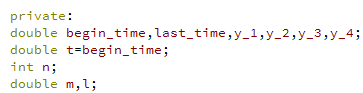 private:
double begin_time,last_time,y_1,y_2,y_3,y_4;
double t=begin_time;
int n;
double m,l;